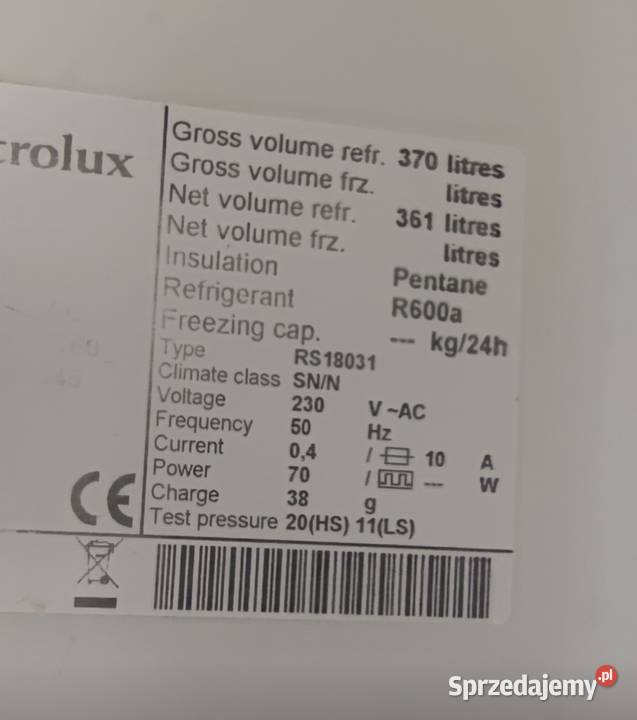 trolux
Gross volume refr. 370 litres
Gross volume frz. litres
Net volume refr. 361 litres
Net volume frz. litres
Insulation Pentane
Refrigerant R600a
Freezing cap. --- kg/24h
Type RS18031
Climate class SN/N
Voltage 230 V ~AC
Frequency 50 Hz
Current 0,4 / 10 A
Power 70 / --- W
Charge 38 g
Test pressure 20(HS) 11(LS)
CE
Sprzedajemy.pl